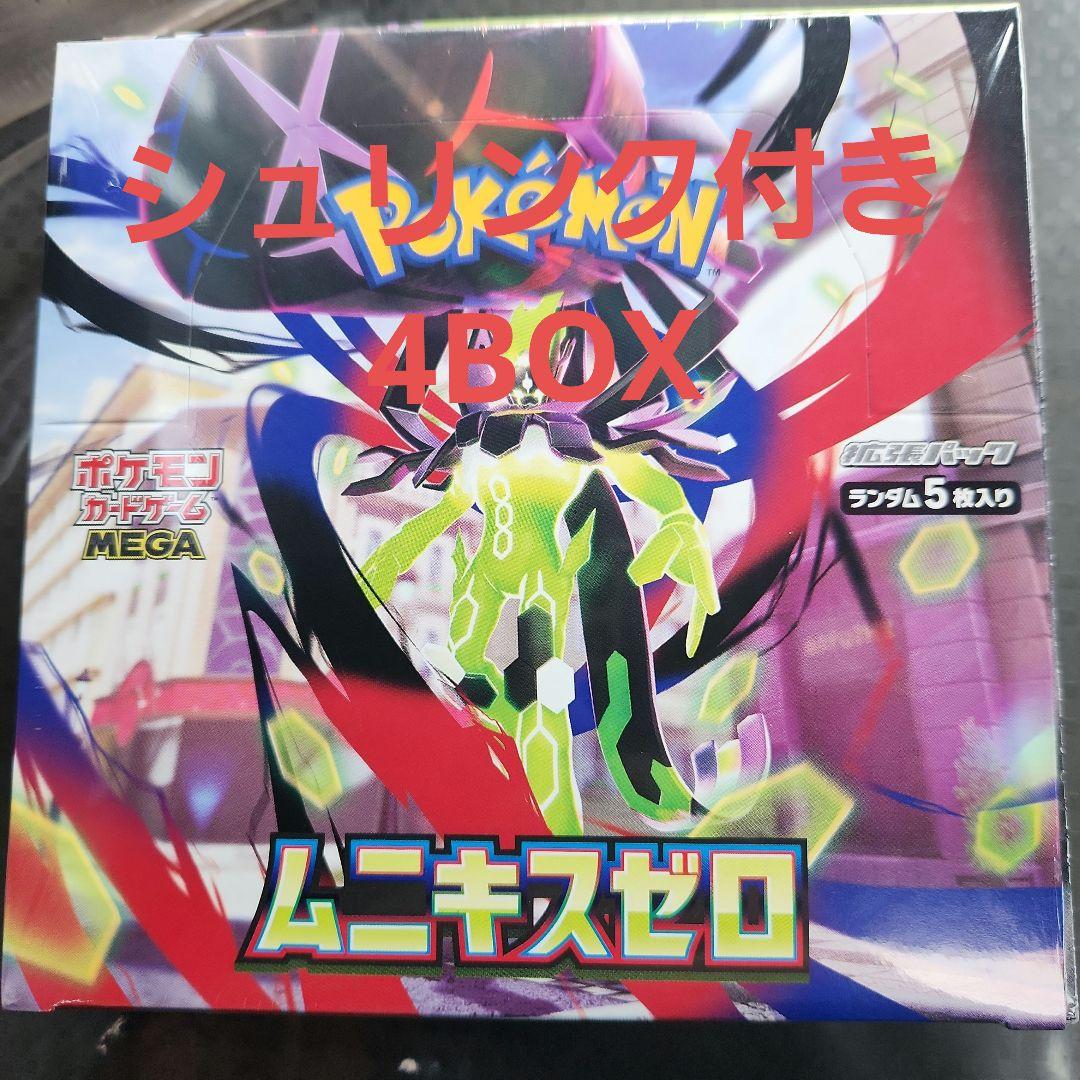 シュリンク付き
POKÉMON
TM
4BOX
ポケモン
カードゲーム
MEGA
拡張パック
ランダム5枚入り
ムニキスゼロ